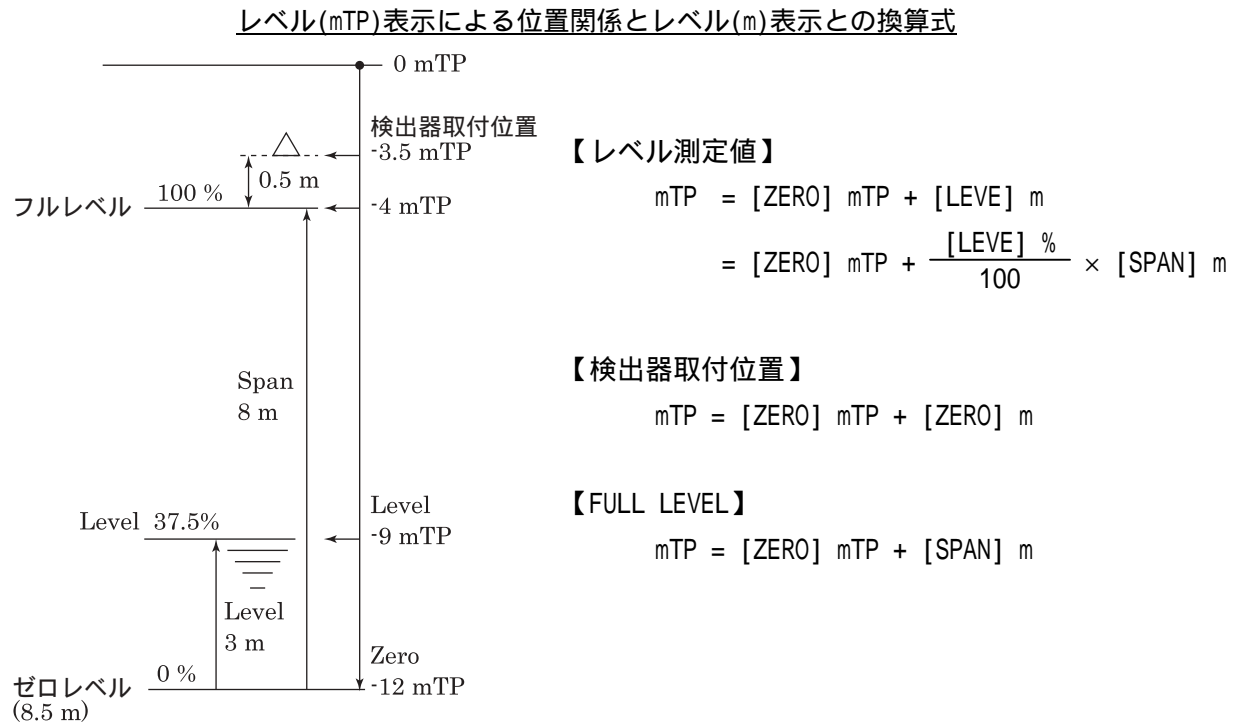 レベル(mTP)表示による位置関係とレベル(m)表示との換算式
0 mTP
検出器取付位置
-3.5 mTP
0.5 m
フルレベル
100 %
-4 mTP
Span
8 m
Level 37.5%
Level
-9 mTP
Level
3 m
Zero
-12 mTP
ゼロレベル
0 %
(8.5 m)
【レベル測定値】
mTP = [ZERO] mTP + [LEVE] m
= [ZERO] mTP + [LEVE] % / 100 × [SPAN] m
【検出器取付位置】
mTP = [ZERO] mTP + [ZERO] m
【FULL LEVEL】
mTP = [ZERO] mTP + [SPAN] m